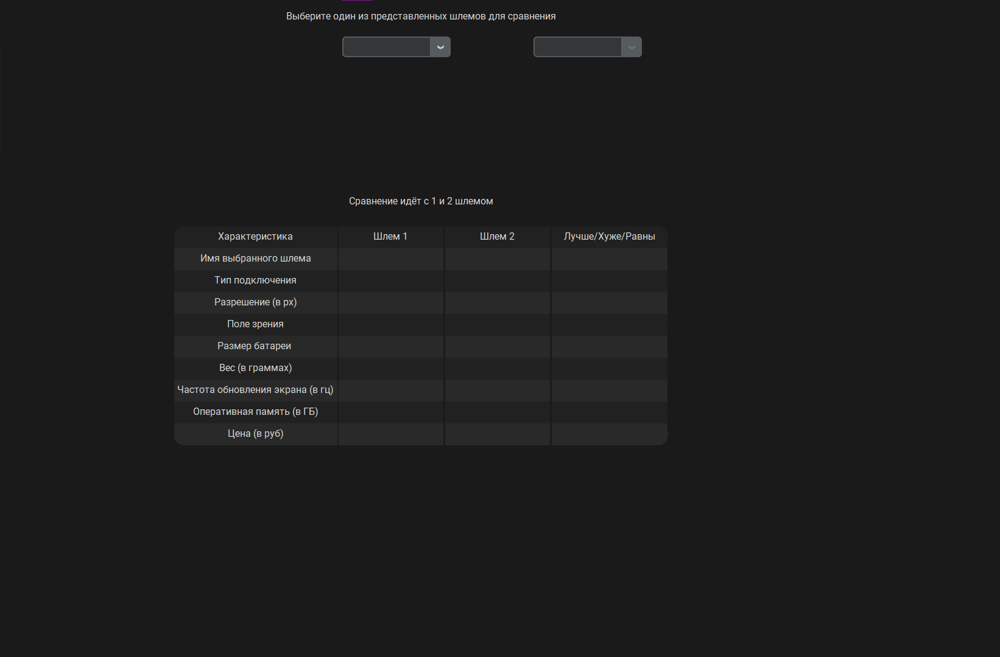 Выберите один из представленных шлемов для сравнения
Сравнение идёт с 1 и 2 шлемом
Характеристика Шлем 1 Шлем 2 Лучше/Хуже/Равны
Имя выбранного шлема
Тип подключения
Разрешение (в px)
Поле зрения
Размер батареи
Вес (в граммах)
Частота обновления экрана (в гц)
Оперативная память (в ГБ)
Цена (в руб)